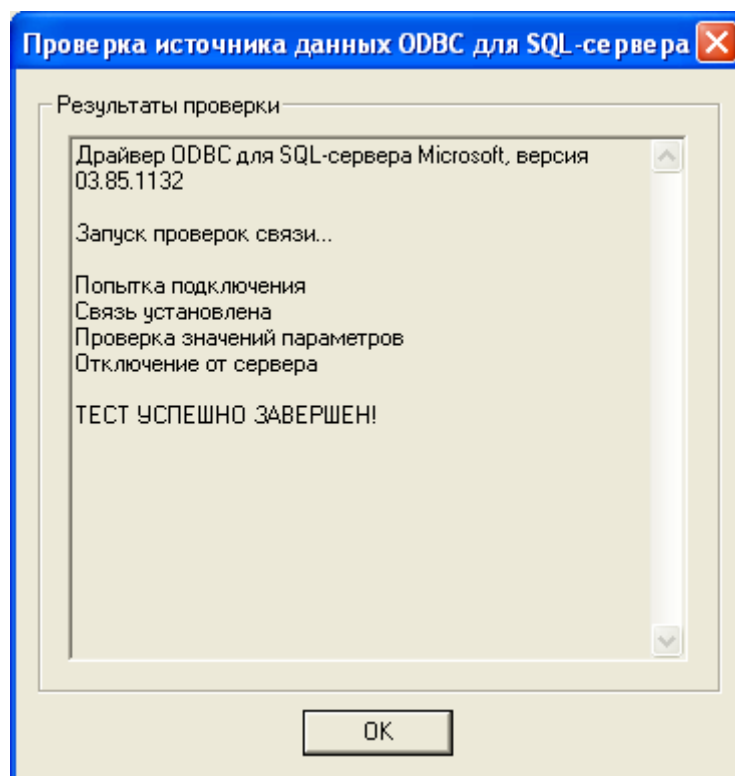 Проверка источника данных ODBC для SQL-сервера
Результаты проверки
Драйвер ODBC для SQL-сервера Microsoft, версия
03.85.1132
Запуск проверок связи...
Попытка подключения
Связь установлена
Проверка значений параметров
Отключение от сервера
ТЕСТ УСПЕШНО ЗАВЕРШЕН!
OK